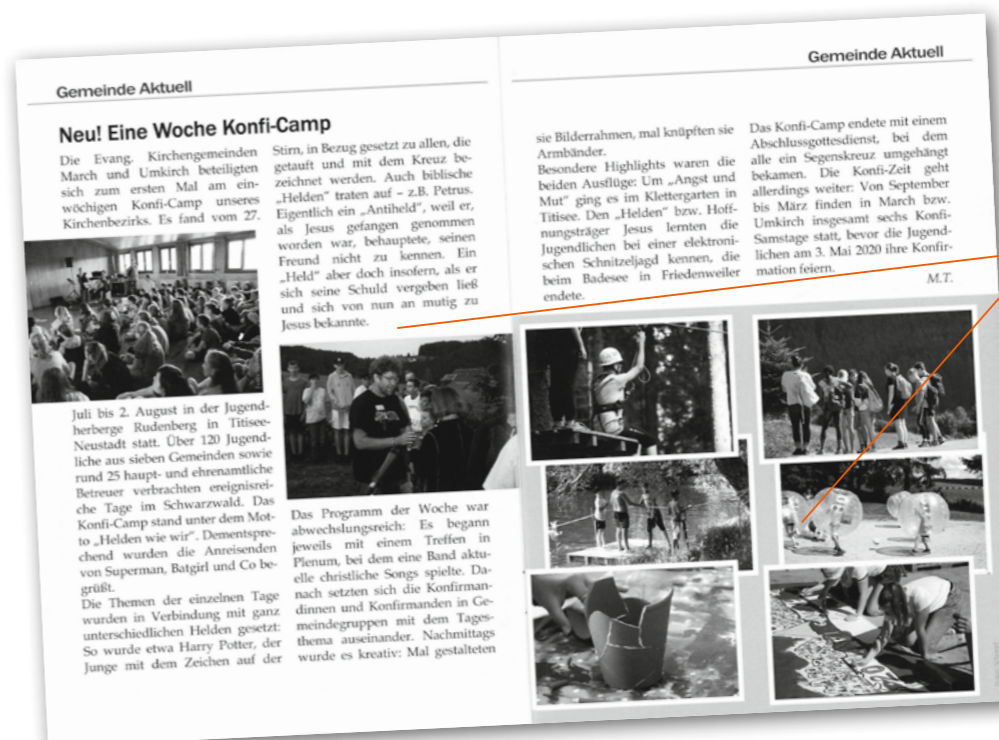 Gemeinde Aktuell
Neu! Eine Woche Konfi-Camp
Die Evang. Kirchengemeinden
March und Umkirch beteiligten
sich zum ersten Mal am ein-
wöchigen Konfi-Camp unseres
Kirchenbezirks. Es fand vom 27.
Juli bis 2. August in der Jugend-
herberge Rudenberg in Titisee-
Neustadt statt. Über 120 Jugend-
liche aus sieben Gemeinden sowie
rund 25 haupt- und ehrenamtliche
Betreuer verbrachten ereignisrei-
che Tage im Schwarzwald. Das
Konfi-Camp stand unter dem Mot-
to „Helden wie wir“. Dementspre-
chend wurden die Anreisenden
von Superman, Batgirl und Co be-
grüßt.
Die Themen der einzelnen Tage
wurden in Verbindung mit ganz
unterschiedlichen Helden gesetzt:
So wurde etwa Harry Potter, der
Junge mit dem Zeichen auf der
Stirn, in Bezug gesetzt zu allen, die
getauft und mit dem Kreuz be-
zeichnet werden. Auch biblische
„Helden“ traten auf – z.B. Petrus.
Eigentlich ein „Antiheld“, weil er,
als Jesus gefangen genommen
worden war, behauptete, seinen
Freund nicht zu kennen. Ein
„Held“ aber doch insofern, als er
sich seine Schuld vergeben ließ
und sich von nun an mutig zu
Jesus bekannte.
Das Programm der Woche war
abwechslungsreich: Es begann
jeweils mit einem Treffen in
Plenum, bei dem eine Band aktu-
elle christliche Songs spielte. Da-
nach setzten sich die Konfirman-
dinnen und Konfirmanden in Ge-
meindegruppen mit dem Tages-
thema auseinander. Nachmittags
wurde es kreativ: Mal gestalteten
Gemeinde Aktuell
sie Bilderrahmen, mal knüpften sie
Armbänder.
Besondere Highlights waren die
beiden Ausflüge: Um „Angst und
Mut“ ging es im Klettergarten in
Titisee. Den „Helden“ bzw. Hoff-
nungsträger Jesus lernten die
Jugendlichen bei einer elektroni-
schen Schnitzeljagd kennen, die
beim Badesee in Friedenweiler
endete.
Das Konfi-Camp endete mit einem
Abschlussgottesdienst, bei dem
alle ein Segenskreuz umgehängt
bekamen. Die Konfi-Zeit geht
allerdings weiter: Von September
bis März finden in March bzw.
Umkirch insgesamt sechs Konfi-
Samstage statt, bevor die Jugend-
lichen am 3. Mai 2020 ihre Konfir-
mation feiern.
M.T.